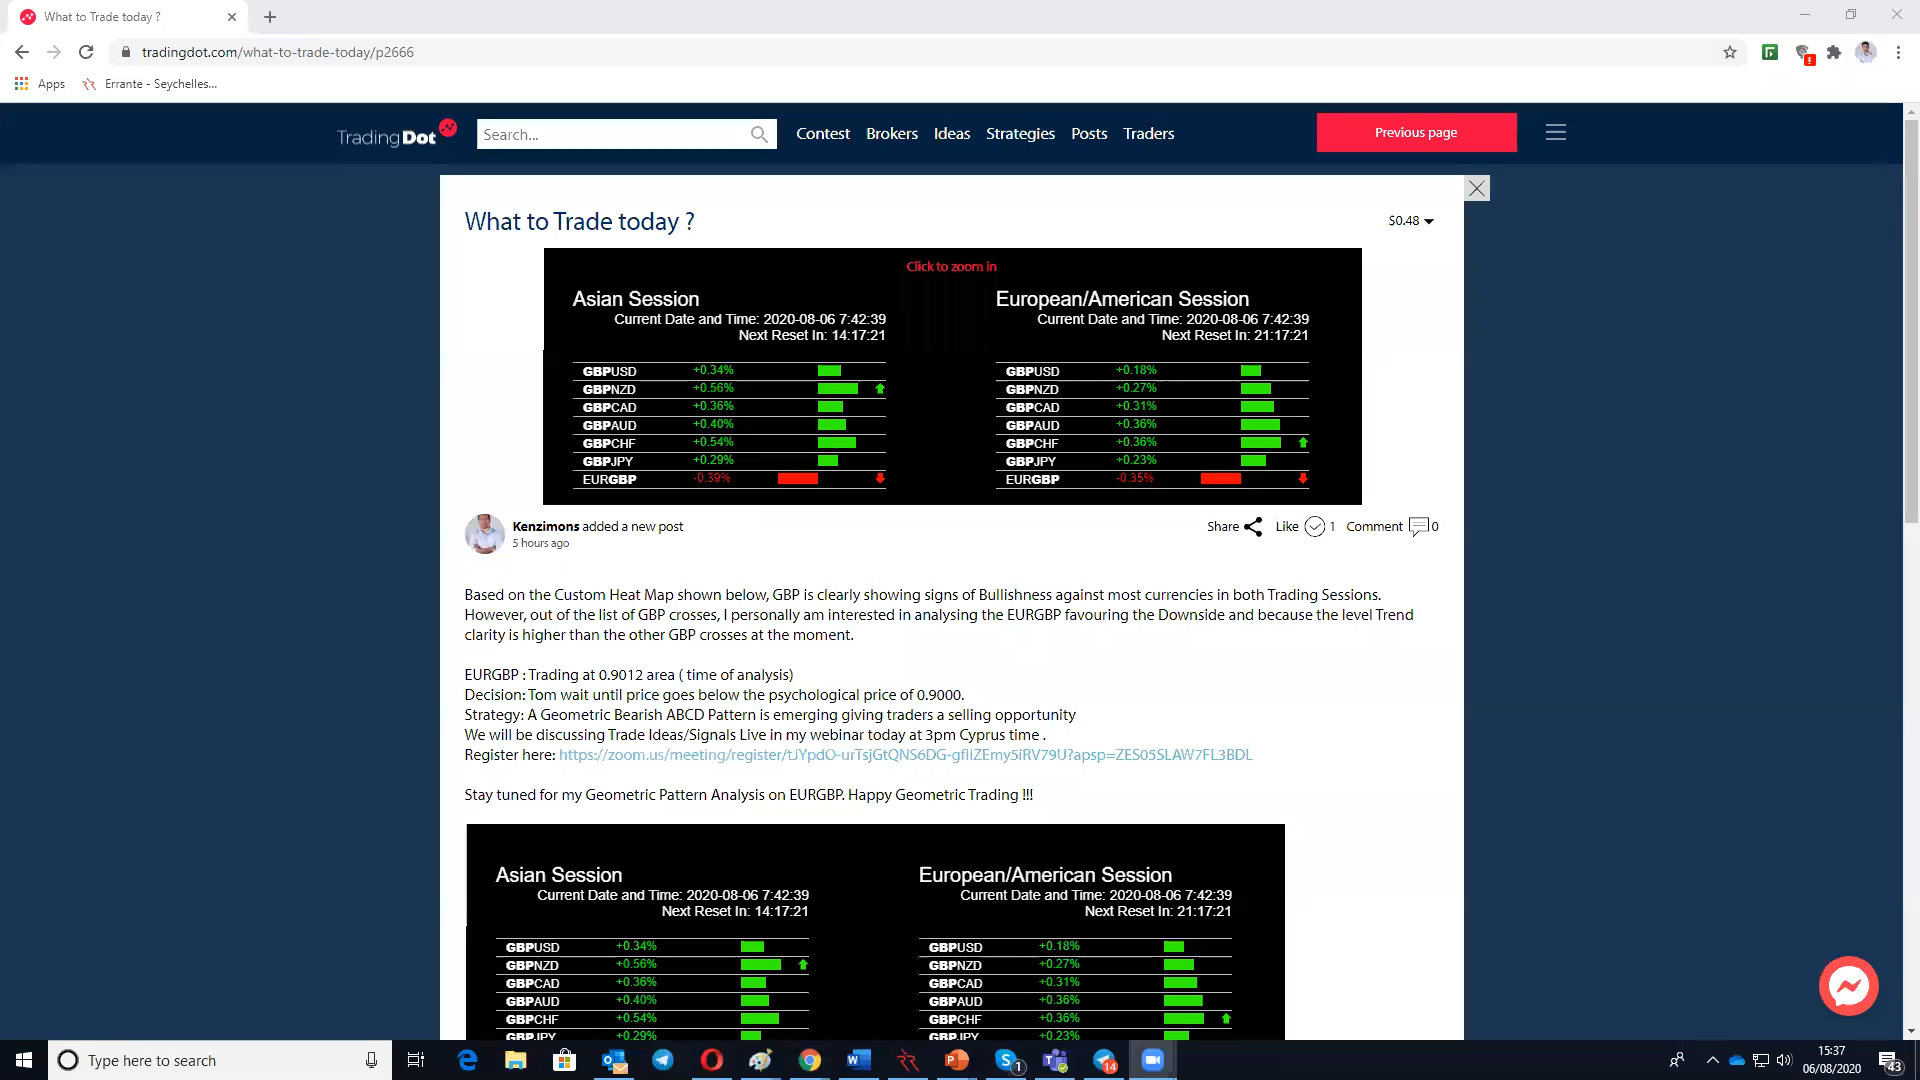 What to Trade today ?
tradingdot.com/what-to-trade-today/p2666
Apps
Errante - Seychelles...
TradingDot
Search...
Contest
Brokers
Ideas
Strategies
Posts
Traders
Previous page
What to Trade today ?
$0.48
Click to zoom in
Asian Session
Current Date and Time: 2020-08-06 7:42:39
Next Reset In: 14:17:21
GBPUSD +0.34%
GBPNZD +0.56%
GBPCAD +0.36%
GBPAUD +0.40%
GBPCHF +0.54%
GBPJPY +0.29%
EURGBP -0.39%
European/American Session
Current Date and Time: 2020-08-06 7:42:39
Next Reset In: 21:17:21
GBPUSD +0.18%
GBPNZD +0.27%
GBPCAD +0.31%
GBPAUD +0.36%
GBPCHF +0.36%
GBPJPY +0.23%
EURGBP -0.35%
Kenzimons added a new post
5 hours ago
Share
Like 1
Comment 0
Based on the Custom Heat Map shown below, GBP is clearly showing signs of Bullishness against most currencies in both Trading Sessions.
However, out of the list of GBP crosses, I personally am interested in analysing the EURGBP favouring the Downside and because the level Trend
clarity is higher than the other GBP crosses at the moment.
EURGBP : Trading at 0.9012 area ( time of analysis)
Decision: Tom wait until price goes below the psychological price of 0.9000.
Strategy: A Geometric Bearish ABCD Pattern is emerging giving traders a selling opportunity
We will be discussing Trade Ideas/Signals Live in my webinar today at 3pm Cyprus time .
Register here:
Stay tuned for my Geometric Pattern Analysis on EURGBP. Happy Geometric Trading !!!
Asian Session
Current Date and Time: 2020-08-06 7:42:39
Next Reset In: 14:17:21
GBPUSD +0.34%
GBPNZD +0.56%
GBPCAD +0.36%
GBPAUD +0.40%
GBPCHF +0.54%
GBPJPY +0.29%
European/American Session
Current Date and Time: 2020-08-06 7:42:39
Next Reset In: 21:17:21
GBPUSD +0.18%
GBPNZD +0.27%
GBPCAD +0.31%
GBPAUD +0.36%
GBPCHF +0.36%
GBPJPY +0.23%
Type here to search
1
14
15:37
06/08/2020
43